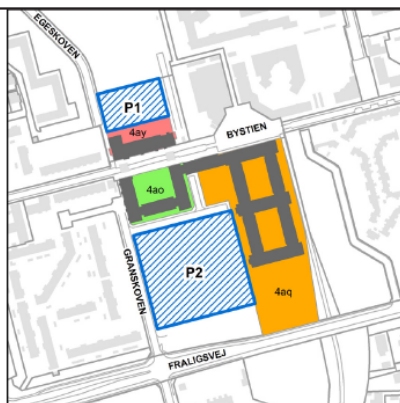 EGESKOVEN
P1
4ay
BYSTIEN
4ao
GRANSKOVEN
P2
4aq
FRALIGSVEJ